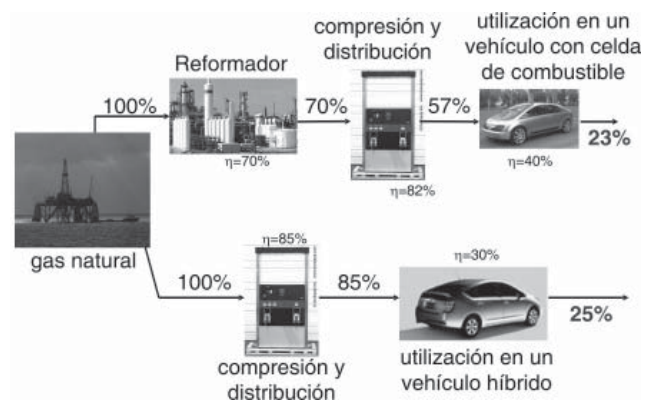 compresión y
distribución
utilización en un
vehículo con celda
de combustible
Reformador
100%
70%
57%
23%
η=70%
η=82%
η=40%
gas natural
η=85%
η=30%
100%
85%
25%
compresión y
distribución
utilización en un
vehículo híbrido